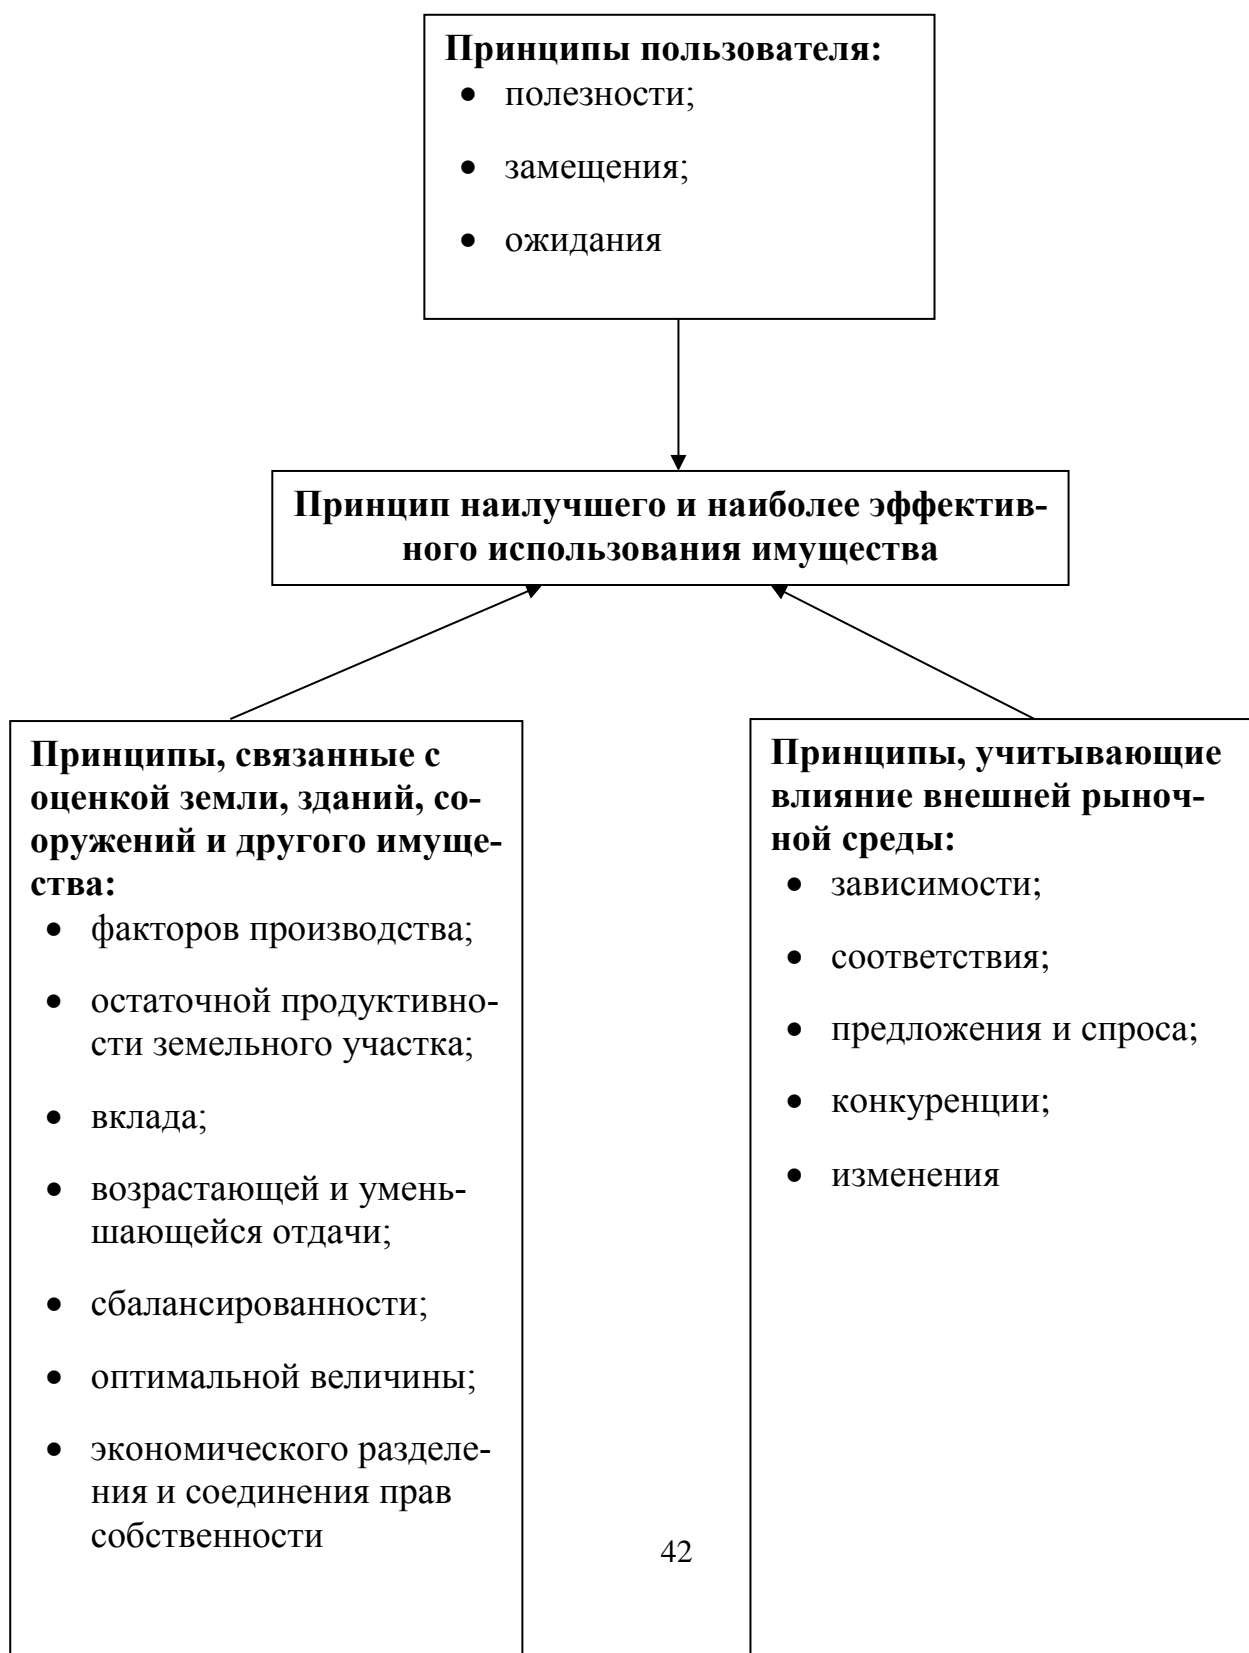 Принципы пользователя:
• полезности;
• замещения;
• ожидания
Принцип наилучшего и наиболее эффектив-
ного использования имущества
Принципы, связанные с
оценкой земли, зданий, со-
оружений и другого имуще-
ства:
• факторов производства;
• остаточной продуктивно-
сти земельного участка;
• вклада;
• возрастающей и умень-
шающейся отдачи;
• сбалансированности;
• оптимальной величины;
• экономического разделе-
ния и соединения прав
собственности
Принципы, учитывающие
влияние внешней рыноч-
ной среды:
• зависимости;
• соответствия;
• предложения и спроса;
• конкуренции;
• изменения
42